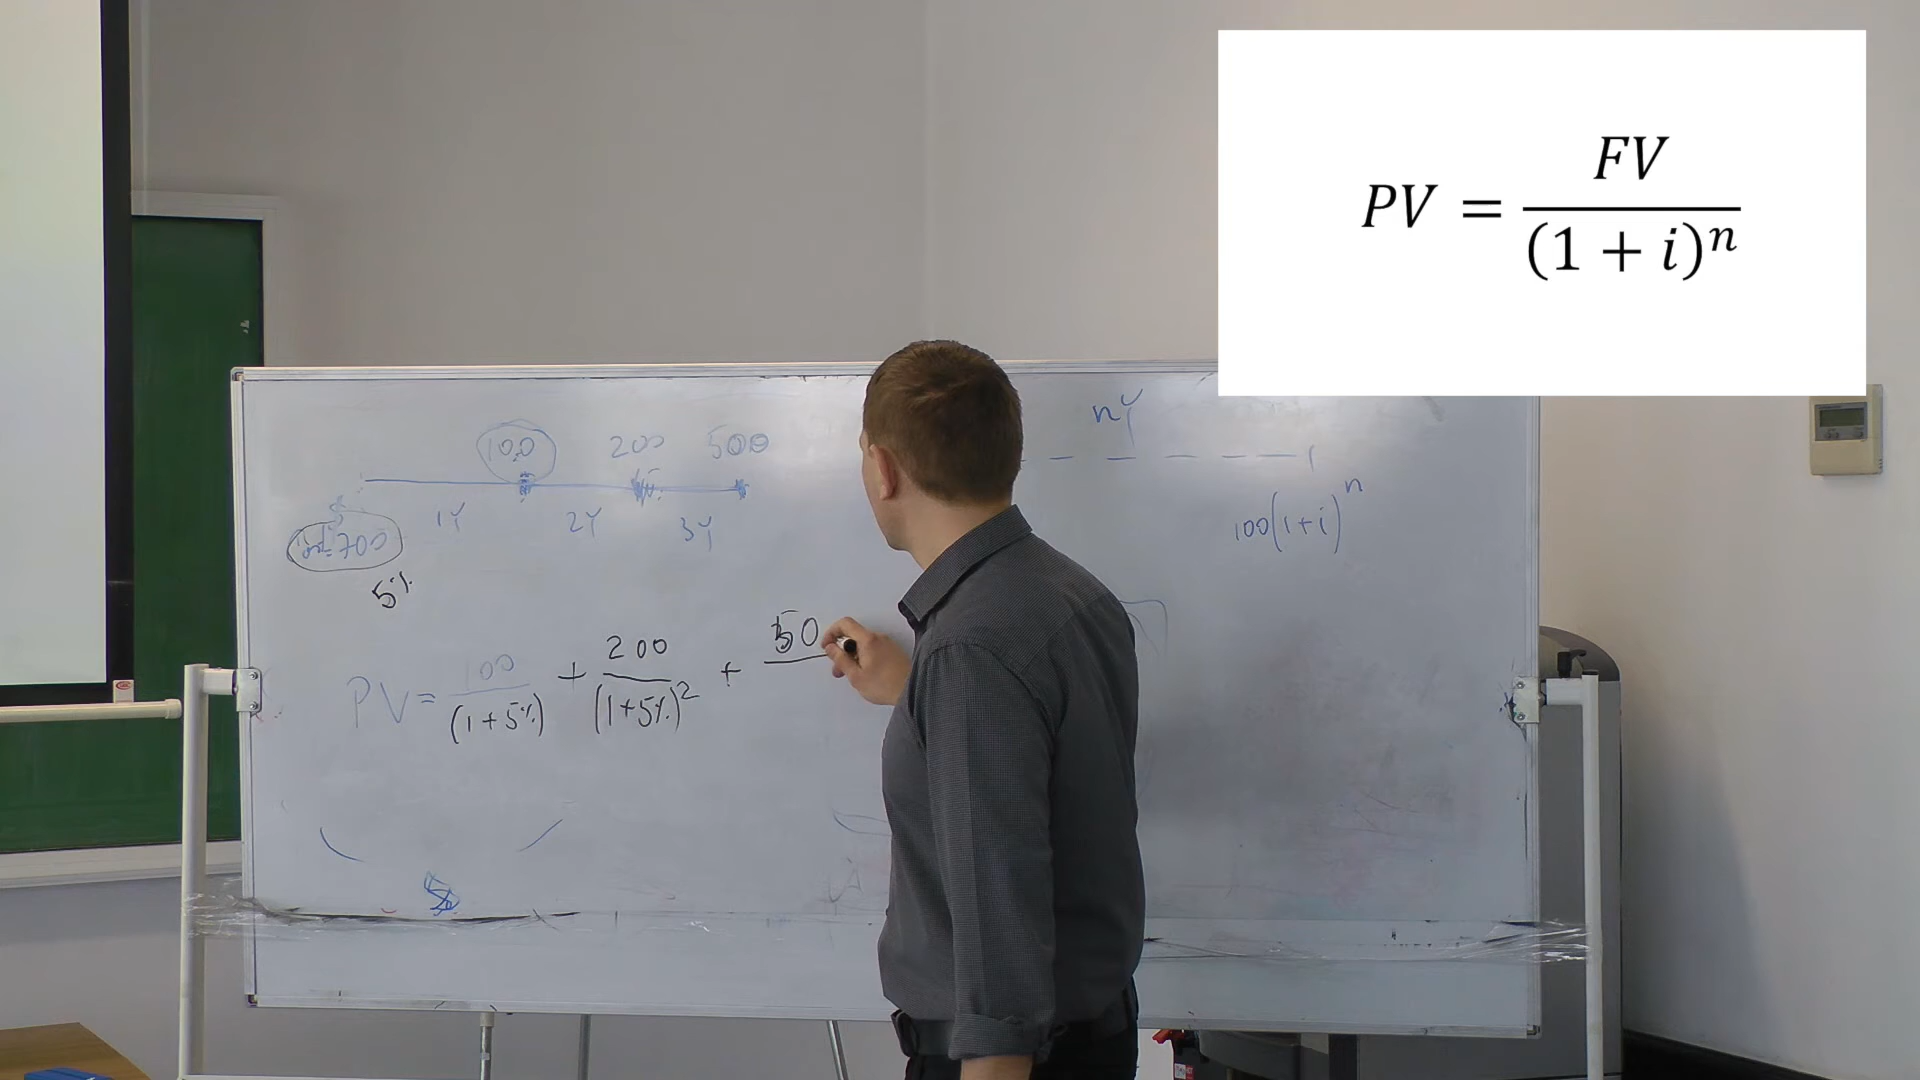 PV = FV / (1 + i)^n
nY
100 200 500
1Y 2Y 3Y
100(1+i)^n
700
5%
PV = 100 / (1+5%) + 200 / (1+5%)^2 + 50